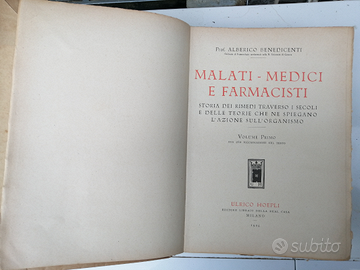 Prof. ALBERICO BENEDICENTI
MALATI - MEDICI
E FARMACISTI
STORIA DEI RIMEDI TRAVERSO I SECOLI
E DELLE TEORIE CHE NE SPIEGANO
L'AZIONE SULL'ORGANISMO
VOLUME PRIMO
ULRICO HOEPLI
MILANO
subito